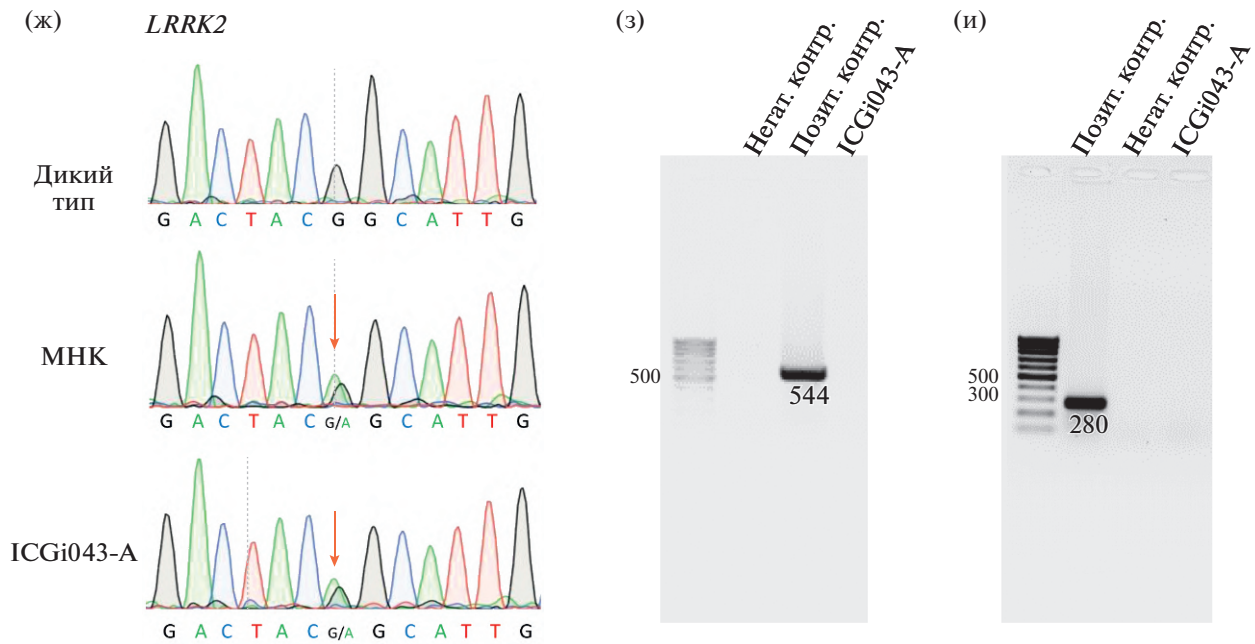 (ж)
LRRK2
Дикий
тип
G A C T A C G G C A T T G
МНК
G A C T A C G/A G C A T T G
ICGi043-A
G A C T A C G/A G C A T T G
(з)
Негат. контр.
Позит. контр.
ICGi043-A
500
544
(и)
Позит. контр.
Негат. контр.
ICGi043-A
500
300
280